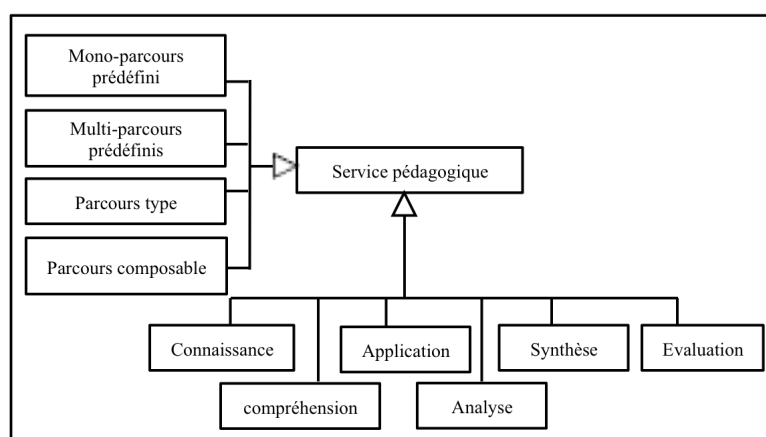 Mono-parcours
prédéfini
Multi-parcours
prédéfinis
Service pédagogique
Parcours type
Parcours composable
Connaissance
Application
Synthèse
Evaluation
compréhension
Analyse